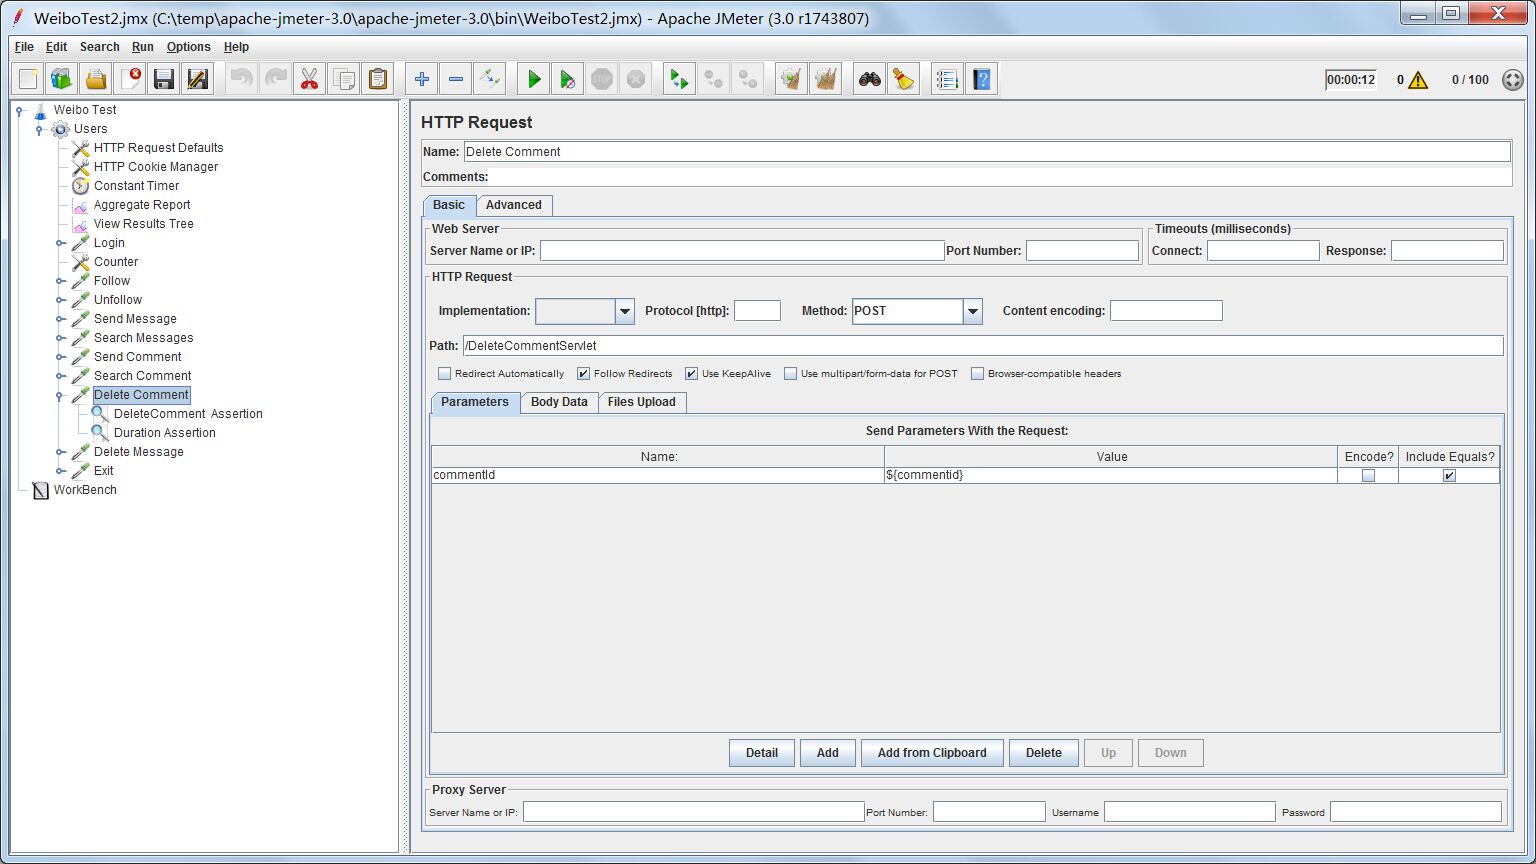 WeiboTest2.jmx (C:\temp\apache-jmeter-3.0\apache-jmeter-3.0\bin\WeiboTest2.jmx) - Apache JMeter (3.0 r1743807)
File Edit Search Run Options Help
STOP 00:00:12 0 0 / 100
Weibo Test
Users
HTTP Request Defaults
HTTP Cookie Manager
Constant Timer
Aggregate Report
View Results Tree
Login
Counter
Follow
Unfollow
Send Message
Search Messages
Send Comment
Search Comment
Delete Comment
DeleteComment Assertion
Duration Assertion
Delete Message
Exit
WorkBench
HTTP Request
Name: Delete Comment
Comments:
Basic Advanced
Web Server Timeouts (milliseconds)
Server Name or IP: Port Number: Connect: Response:
HTTP Request
Implementation: Protocol [http]: Method: POST Content encoding:
Path: /DeleteCommentServlet
Redirect Automatically Follow Redirects Use KeepAlive Use multipart/form-data for POST Browser-compatible headers
Parameters Body Data Files Upload
Send Parameters With the Request:
Name: Value Encode? Include Equals?
commentId ${commentid}
Detail Add Add from Clipboard Delete Up Down
Proxy Server
Server Name or IP: Port Number: Username Password